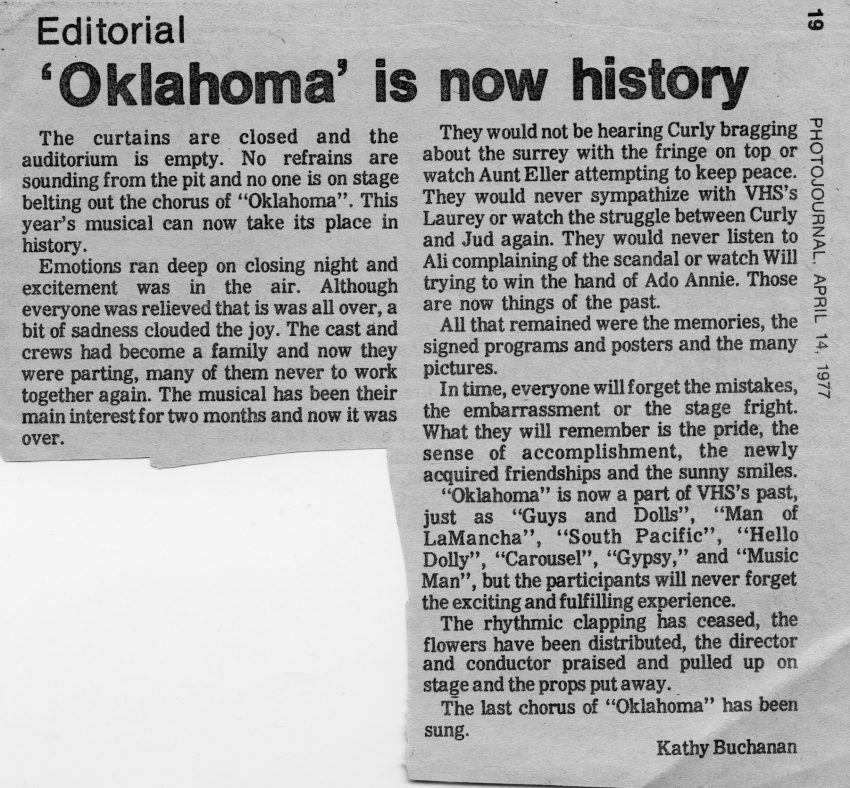 Editorial
'Oklahoma' is now history
The curtains are closed and the
auditorium is empty. No refrains are
sounding from the pit and no one is on stage
belting out the chorus of "Oklahoma". This
year's musical can now take its place in
history.
Emotions ran deep on closing night and
excitement was in the air. Although
everyone was relieved that is was all over, a
bit of sadness clouded the joy. The cast and
crews had become a family and now they
were parting, many of them never to work
together again. The musical has been their
main interest for two months and now it was
over.
They would not be hearing Curly bragging
about the surrey with the fringe on top or
watch Aunt Eller attempting to keep peace.
They would never sympathize with VHS's
Laurey or watch the struggle between Curly
and Jud again. They would never listen to
Ali complaining of the scandal or watch Will
trying to win the hand of Ado Annie. Those
are now things of the past.
All that remained were the memories, the
signed programs and posters and the many
pictures.
In time, everyone will forget the mistakes,
the embarrassment or the stage fright.
What they will remember is the pride, the
sense of accomplishment, the newly
acquired friendships and the sunny smiles.
"Oklahoma" is now a part of VHS's past,
just as "Guys and Dolls", "Man of
LaMancha", "South Pacific", "Hello
Dolly", "Carousel", "Gypsy," and "Music
Man", but the participants will never forget
the exciting and fulfilling experience.
The rhythmic clapping has ceased, the
flowers have been distributed, the director
and conductor praised and pulled up on
stage and the props put away.
The last chorus of "Oklahoma" has been
sung.
Kathy Buchanan
19
PHOTOJOURNAL, APRIL 14, 1977